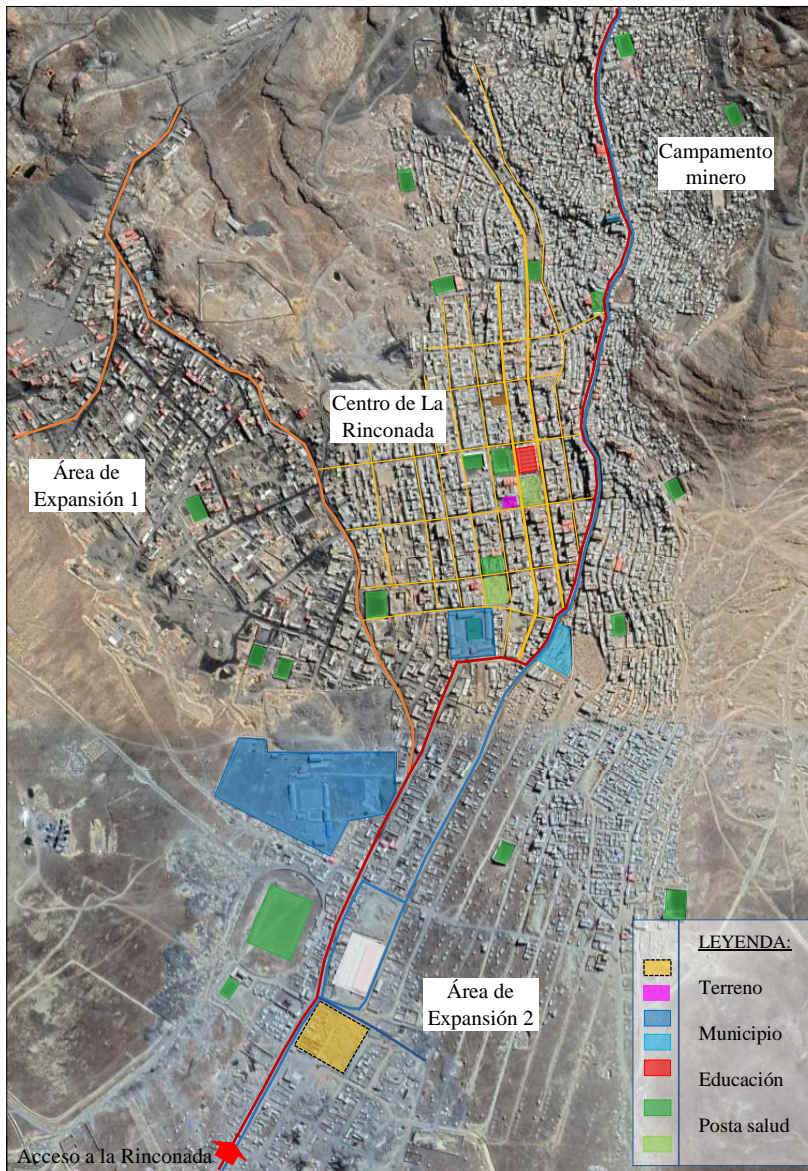 Campamento
minero
Centro de La
Rinconada
Área de
Expansión 1
LEYENDA:
Terreno
Municipio
Educación
Posta salud
Área de
Expansión 2
Acceso a la Rinconada